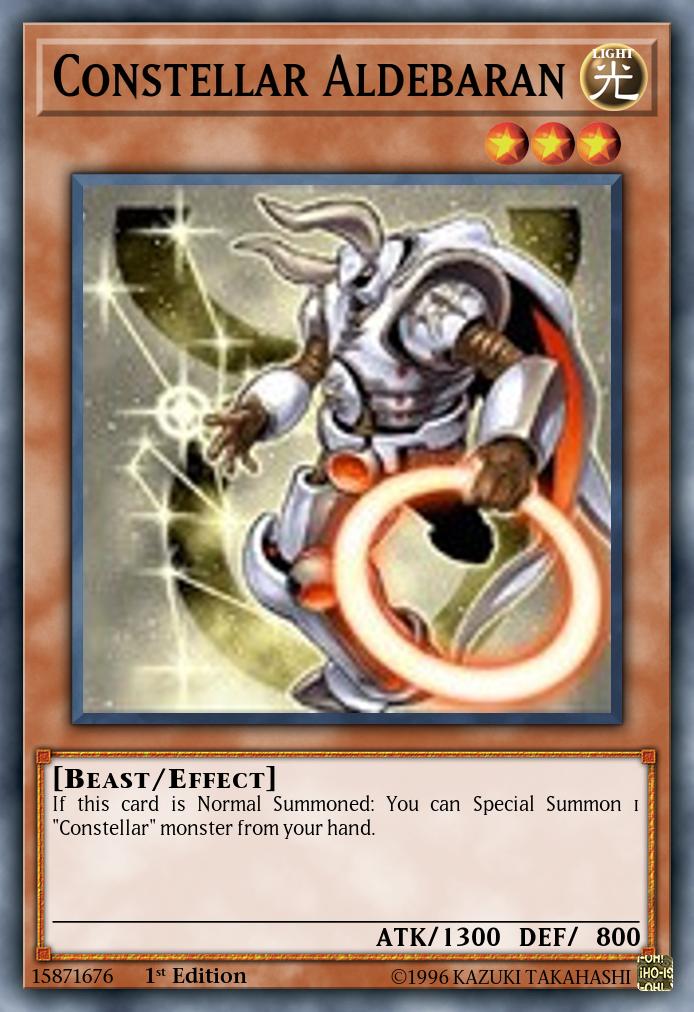 CONSTELLAR ALDEBARAN
LIGHT
光
[BEAST/EFFECT]
If this card is Normal Summoned: You can Special Summon 1
"Constellar" monster from your hand.
ATK/1300 DEF/ 800
15871676 1st Edition ©1996 KAZUKI TAKAHASHI